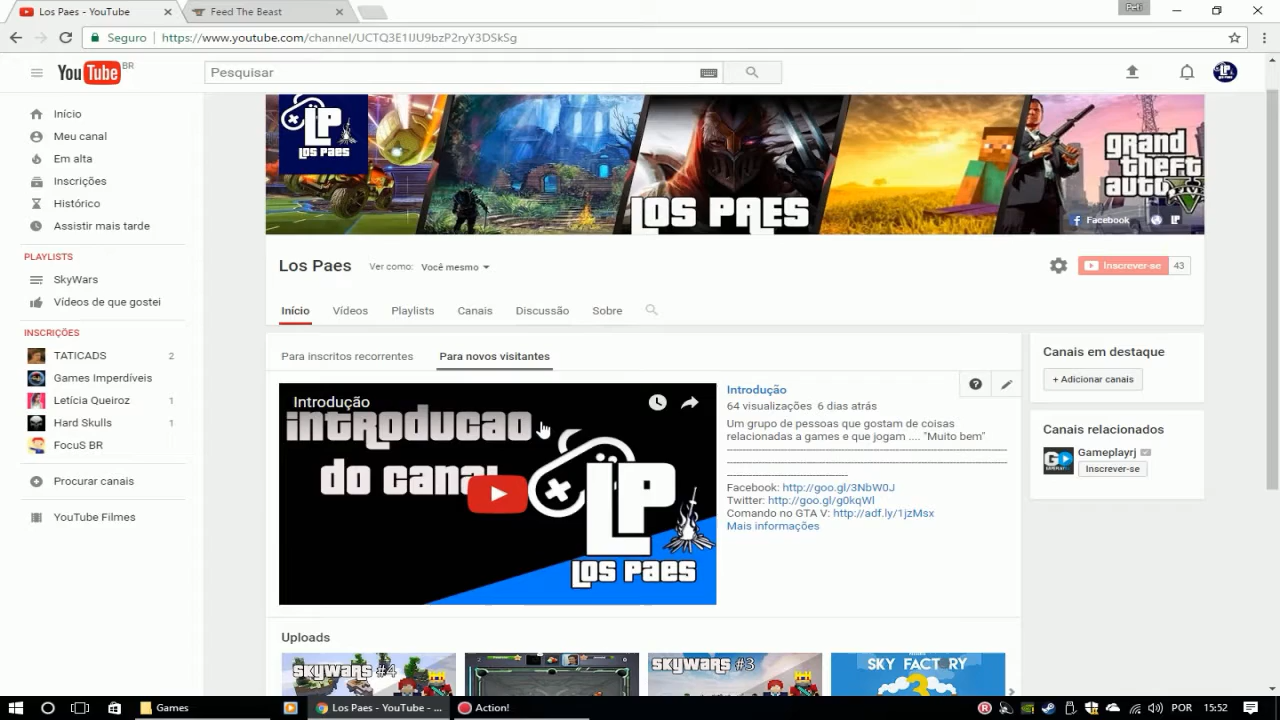 Los Paes - YouTube
Feed The Beast
Seguro
https://www.youtube.com/channel/UCTQ3E1IJU9bzP2ryY3DSkSg
YouTube BR
Pesquisar
Início
Meu canal
Em alta
Inscrições
Histórico
Assistir mais tarde
PLAYLISTS
SkyWars
Vídeos de que gostei
INSCRIÇÕES
TATICADS 2
Games Imperdíveis
Letícia Queiroz 1
Hard Skulls 1
FocuS BR
Procurar canais
YouTube Filmes
LP
LOS PAES
LOS PAES
grand
theft
auto
V
Facebook
LP
Los Paes
Ver como: Você mesmo
Inscrever-se 43
Início Vídeos Playlists Canais Discussão Sobre
Para inscritos recorrentes
Para novos visitantes
Introdução
introducao
do canal
LP
LOS PAES
Introdução
64 visualizações 6 dias atrás
Um grupo de pessoas que gostam de coisas
relacionadas a games e que jogam .... "Muito bem"
Facebook: http://goo.gl/3NbW0J
Twitter: http://goo.gl/g0kqWl
Comando no GTA V: http://adf.ly/1jzMsx
Mais informações
Canais em destaque
+ Adicionar canais
Canais relacionados
Gameplayrj
Inscrever-se
Uploads
SKYWARS #4
SKYWARS #3
SKY FACTORY
3
Games
Los Paes - YouTube - ...
Action!
POR
15:52